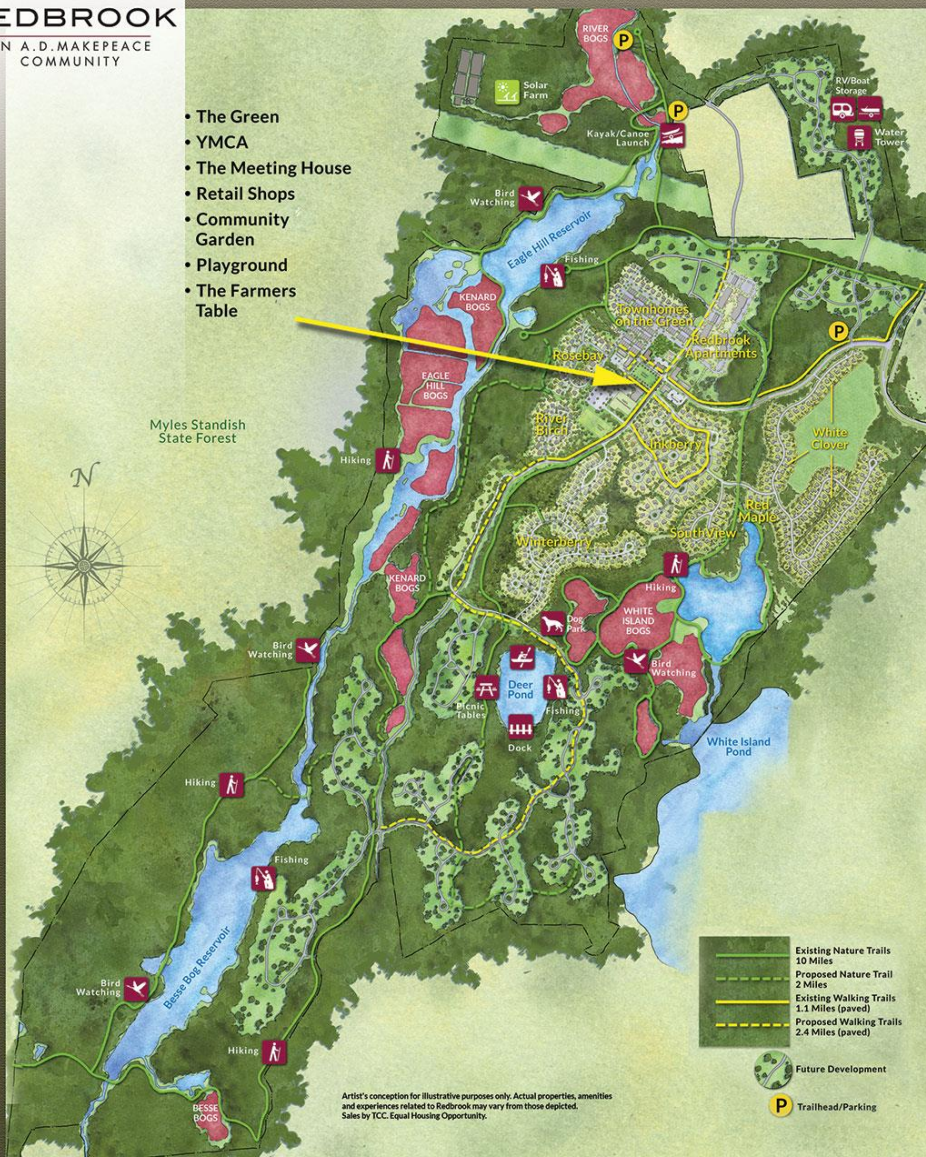 EDBROOK
N A.D.MAKEPEACE
COMMUNITY
• The Green
• YMCA
• The Meeting House
• Retail Shops
• Community
Garden
• Playground
• The Farmers
Table
RIVER
BOGS
P
Solar
Farm
P
Kayak/Canoe
Launch
RV/Boat
Storage
Water
Tower
Bird
Watching
Eagle Hill Reservoir
Fishing
KENARD
BOGS
Townhomes
on the Green
Redbrook
Apartments
P
Rosebay
EAGLE
HILL
BOGS
River
Birch
Inkberry
White
Clover
Myles Standish
State Forest
Hiking
N
Red
Maple
SouthView
Winterberry
KENARD
BOGS
Hiking
WHITE
ISLAND
BOGS
Dog
Park
Bird
Watching
Bird
Watching
Deer
Pond
Picnic
Tables
Fishing
Dock
White Island
Pond
Hiking
Fishing
Besse Bog Reservoir
Bird
Watching
Hiking
BESSE
BOGS
Existing Nature Trails
10 Miles
Proposed Nature Trail
2 Miles
Existing Walking Trails
1.1 Miles (paved)
Proposed Walking Trails
2.4 Miles (paved)
Future Development
P Trailhead/Parking
Artist's conception for illustrative purposes only. Actual properties, amenities
and experiences related to Redbrook may vary from those depicted.
Sales by TCC. Equal Housing Opportunity.